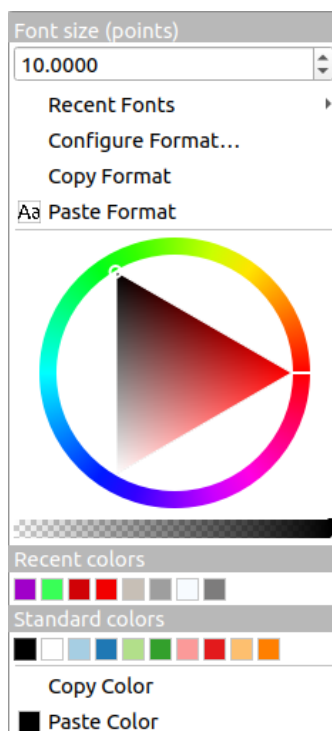 Font size (points)
10.0000
Recent Fonts
Configure Format...
Copy Format
Aa Paste Format
Recent colors
Standard colors
Copy Color
Paste Color